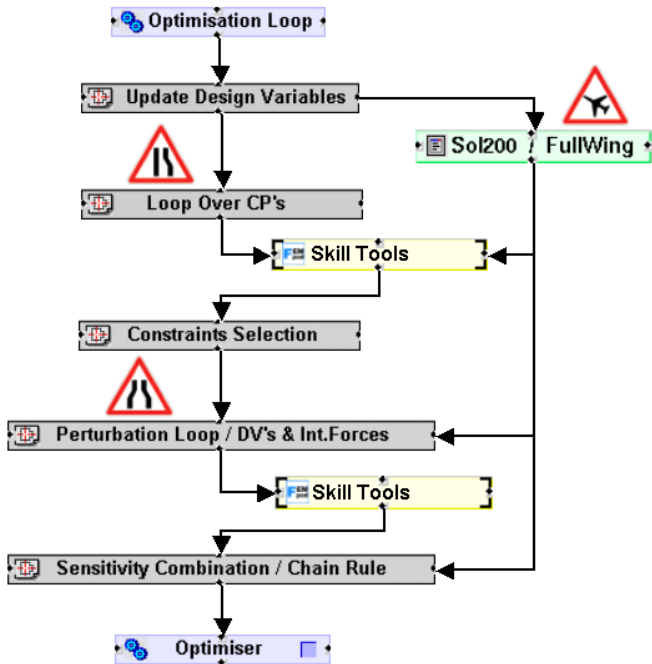 Optimisation Loop
Update Design Variables
Sol200 / FullWing
Loop Over CP's
Skill Tools
Constraints Selection
Perturbation Loop / DV's & Int.Forces
Skill Tools
Sensitivity Combination / Chain Rule
Optimiser